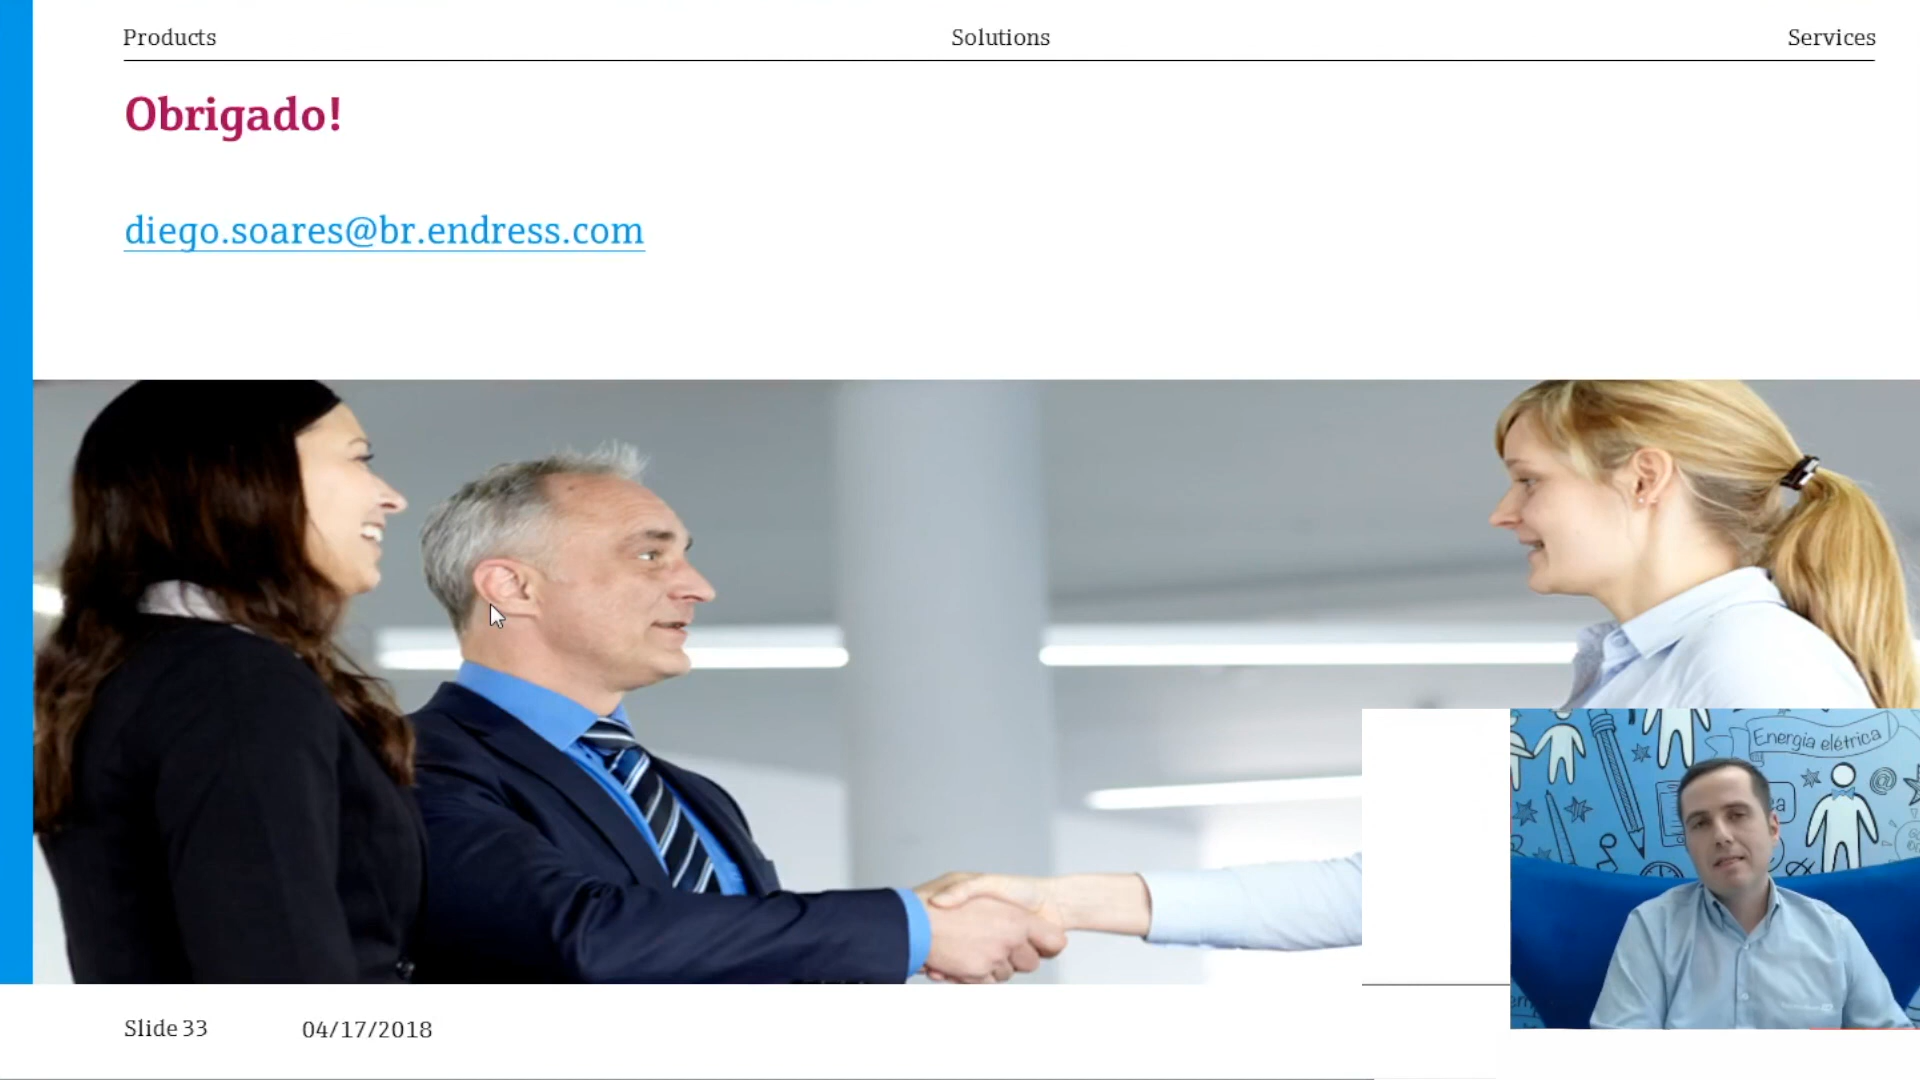 Products Solutions Services
Obrigado!
diego.soares@br.endress.com
Energia elétrica
Slide 33 04/17/2018